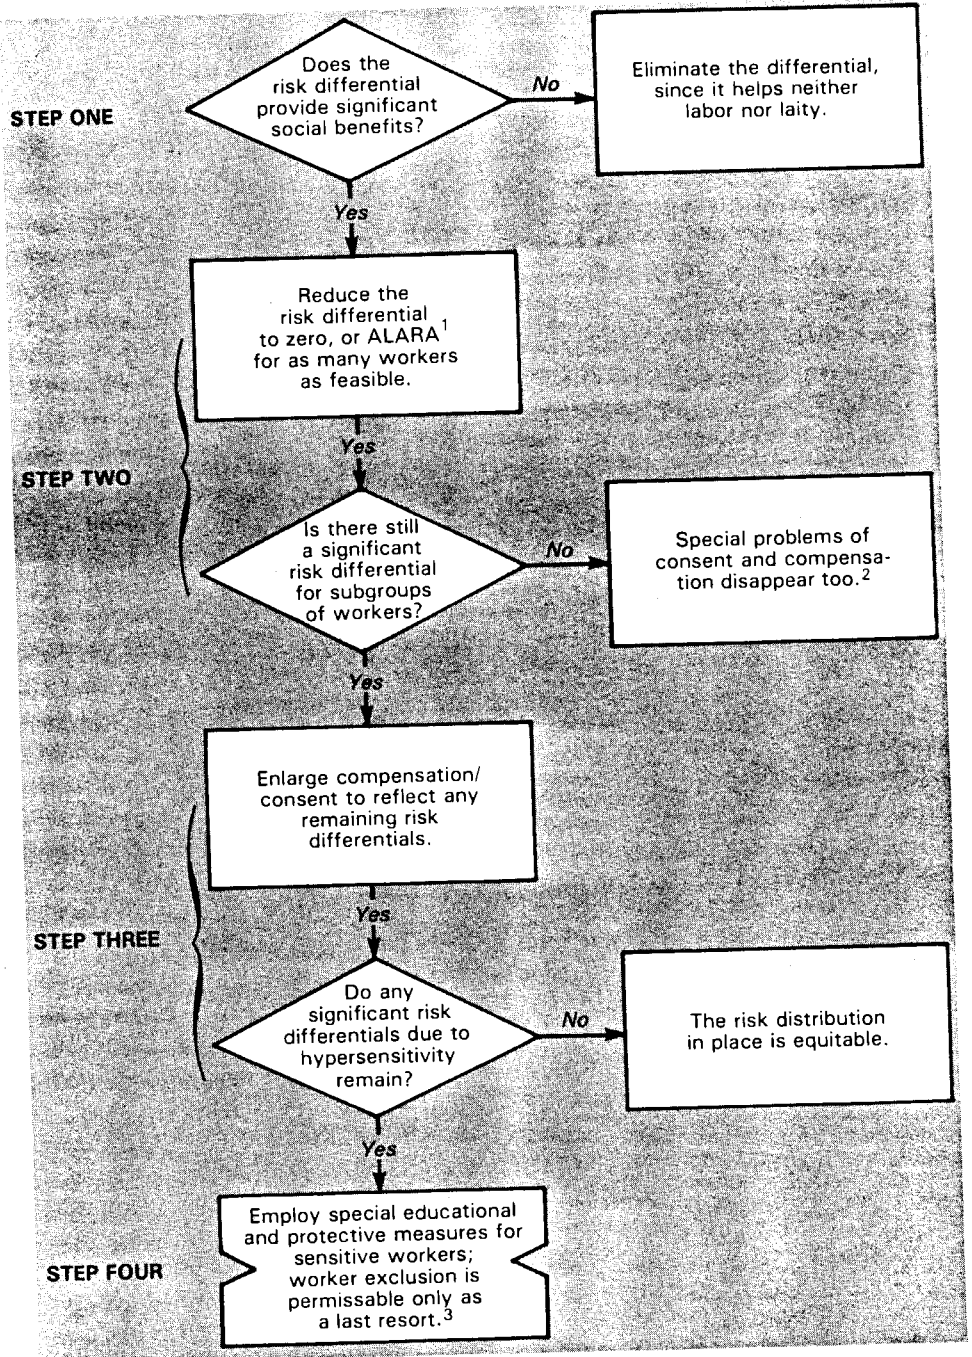 Does the
risk differential
provide significant
social benefits?
No
Eliminate the differential,
since it helps neither
labor nor laity.
STEP ONE
Yes
Reduce the
risk differential
to zero, or ALARA¹
for as many workers
as feasible.
Yes
STEP TWO
Is there still
a significant
risk differential
for subgroups
of workers?
No
Special problems of
consent and compensa-
tion disappear too.²
Yes
Enlarge compensation/
consent to reflect any
remaining risk
differentials.
Yes
STEP THREE
Do any
significant risk
differentials due to
hypersensitivity
remain?
No
The risk distribution
in place is equitable.
Yes
STEP FOUR
Employ special educational
and protective measures for
sensitive workers;
worker exclusion is
permissable only as
a last resort.³